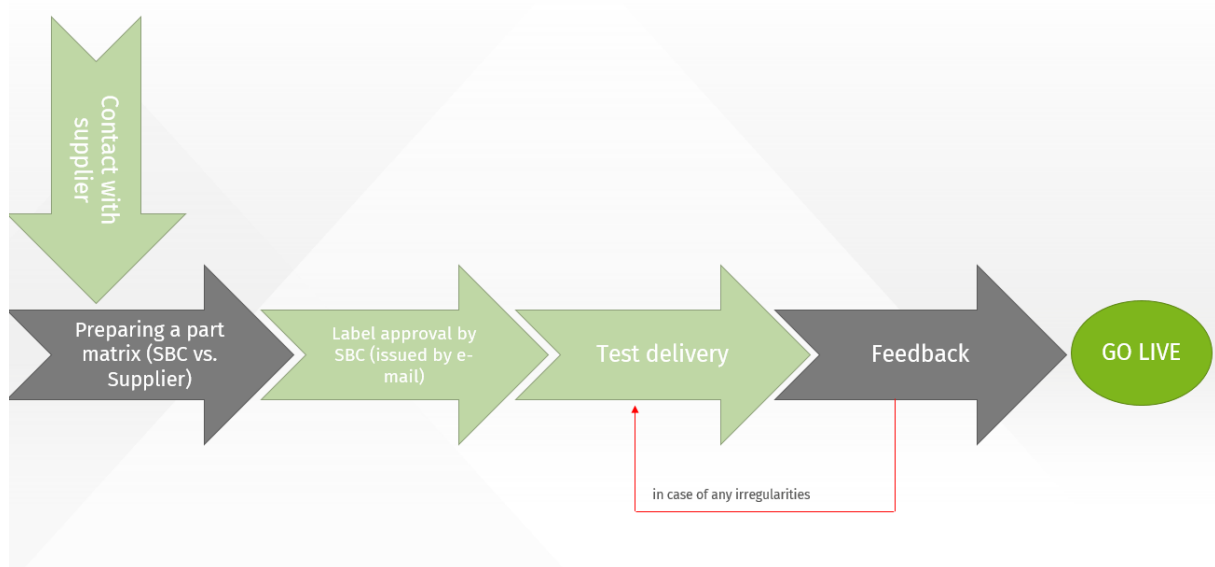 Contact with
supplier
Preparing a part
matrix (SBC vs.
Supplier)
Label approval by
SBC (issued by e-
mail)
Test delivery
Feedback
GO LIVE
in case of any irregularities